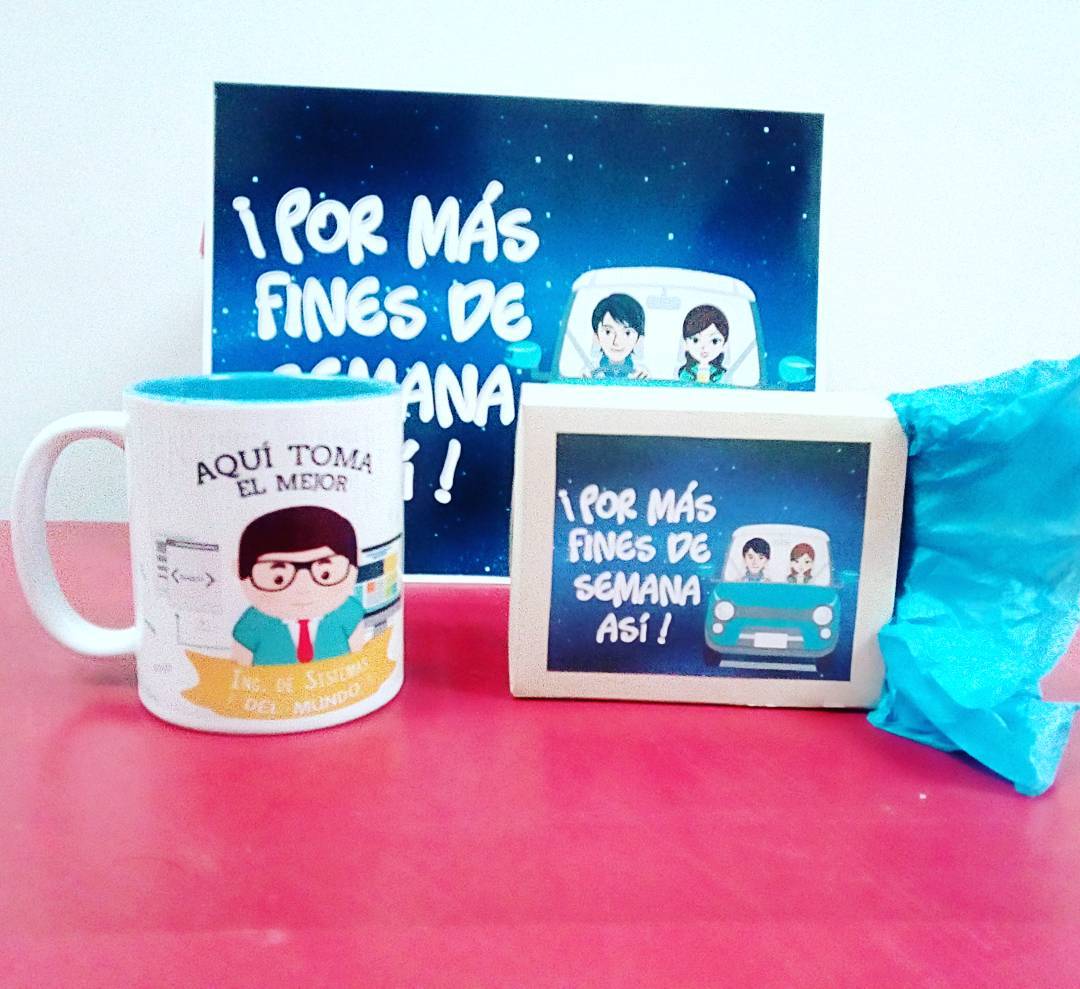 ¡POR MÁS
FINES DE
SEMANA
Í!
AQUÍ TOMA
EL MEJOR
ING. DE SISTEMAS
DEL MUNDO
¡POR MÁS
FINES DE
SEMANA
ASÍ!